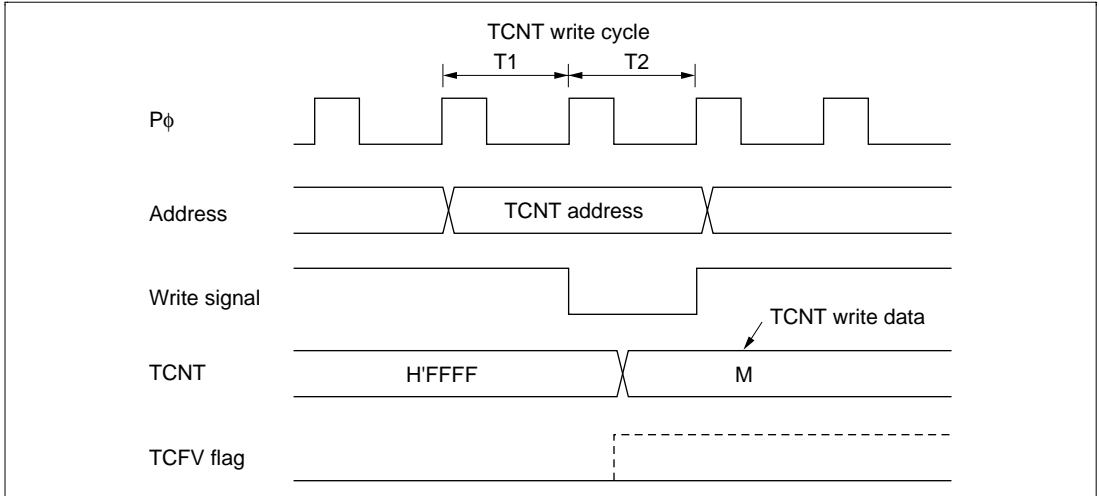 TCNT write cycle
T1 T2
Pϕ
Address
TCNT address
Write signal
TCNT write data
TCNT
H'FFFF
M
TCFV flag